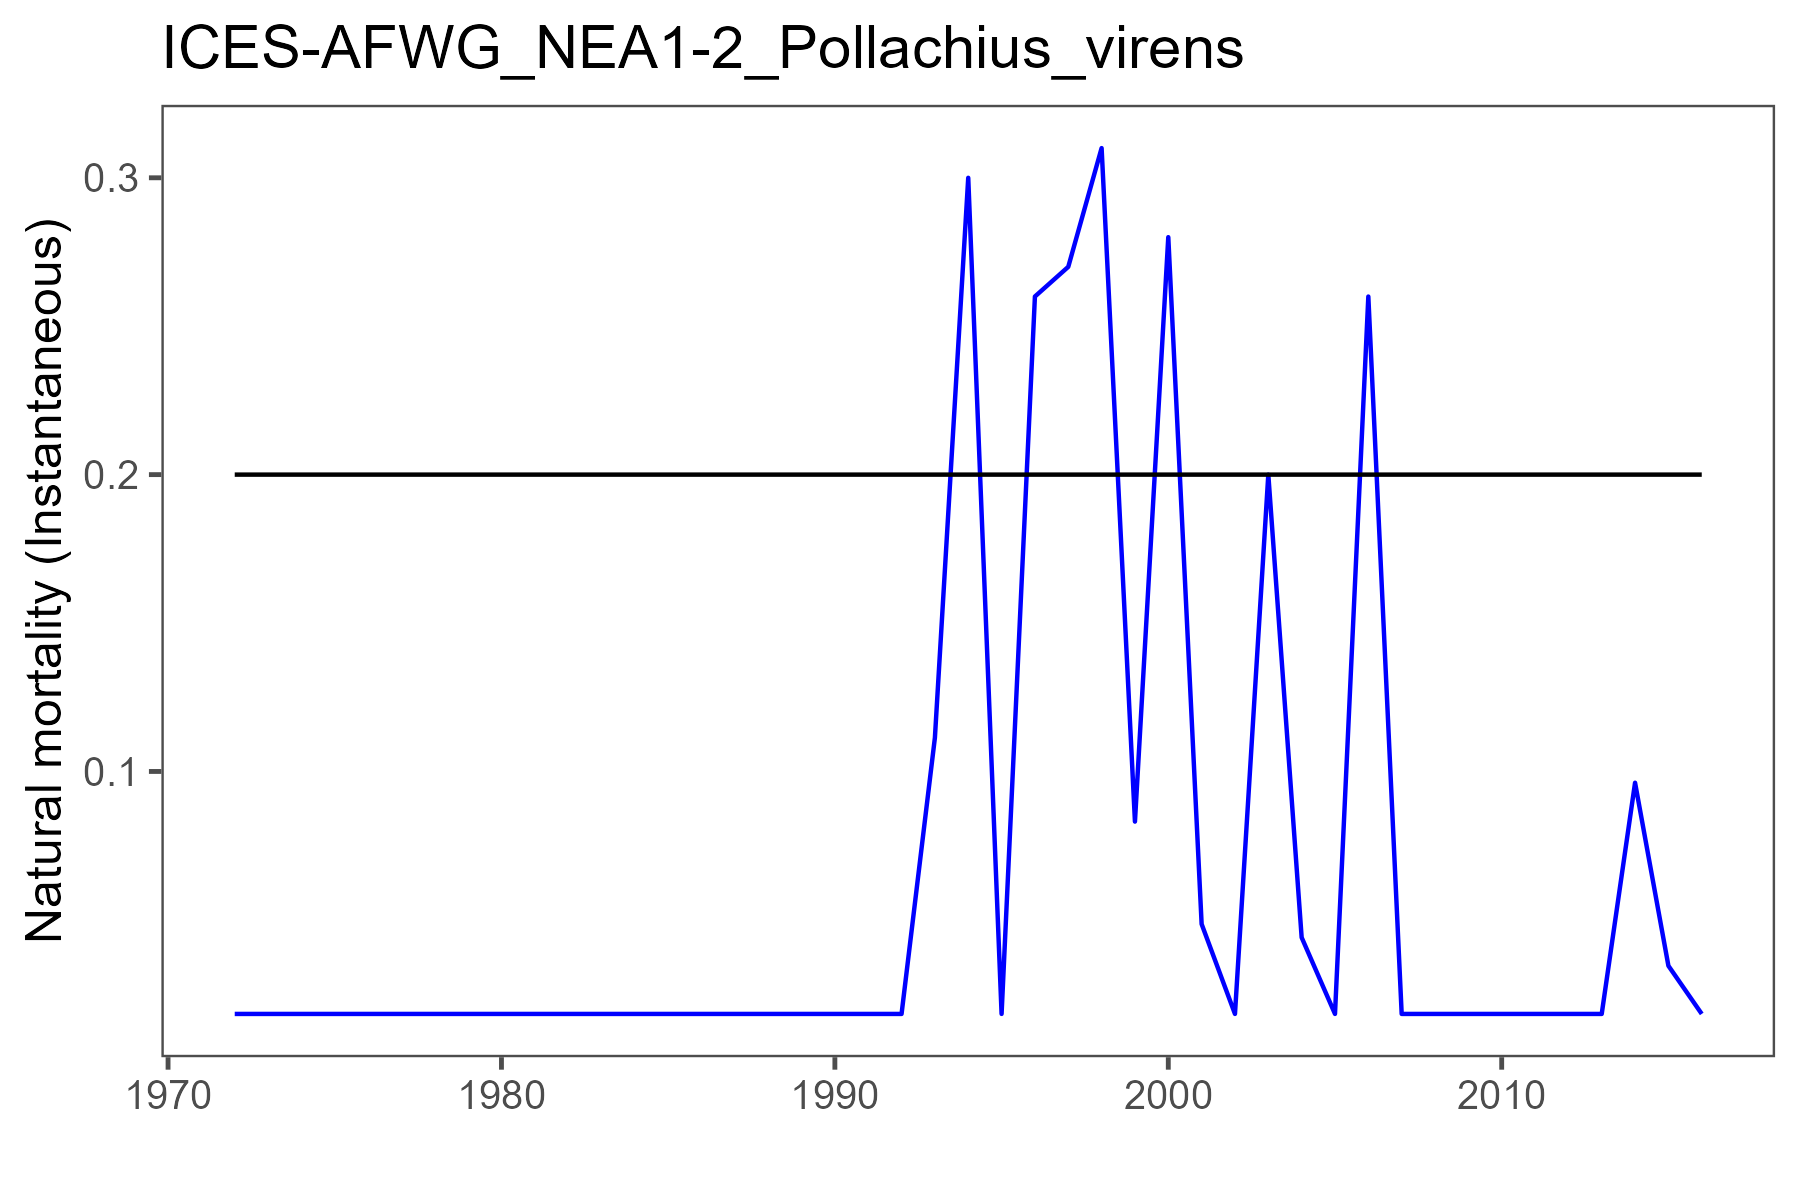 ICES-AFWG_NEA1-2_Pollachius_virens
Natural mortality (Instantaneous)
0.3
0.2
0.1
1970 1980 1990 2000 2010